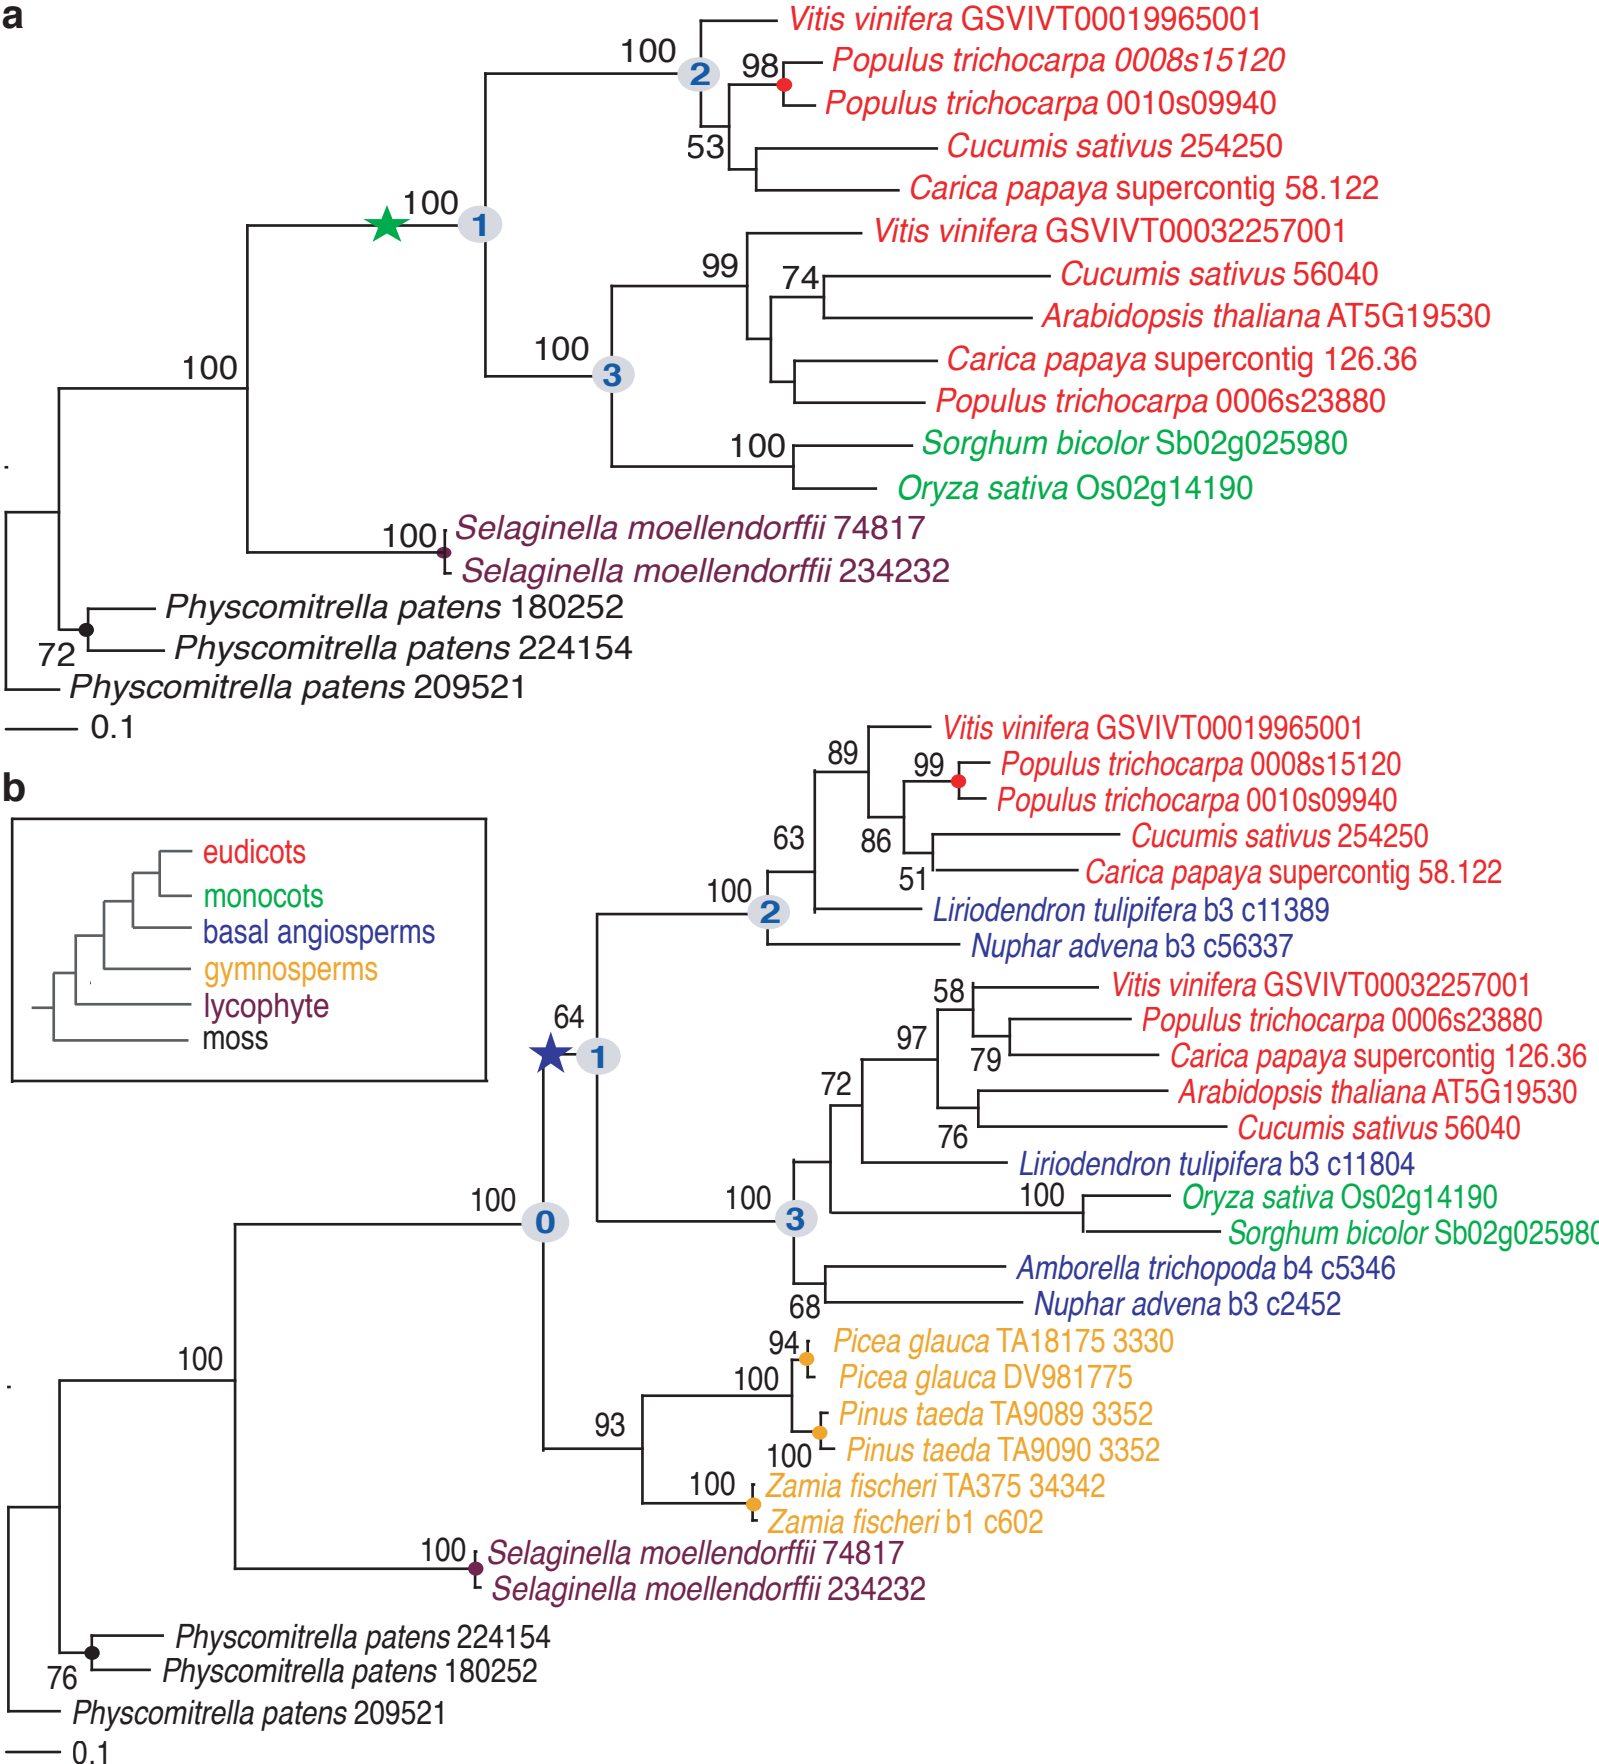 a
Vitis vinifera GSVIVT00019965001
100
2
98
Populus trichocarpa 0008s15120
Populus trichocarpa 0010s09940
53
Cucumis sativus 254250
Carica papaya supercontig 58.122
100
1
Vitis vinifera GSVIVT00032257001
99
74
Cucumis sativus 56040
Arabidopsis thaliana AT5G19530
100
3
Carica papaya supercontig 126.36
100
Populus trichocarpa 0006s23880
100
Sorghum bicolor Sb02g025980
Oryza sativa Os02g14190
100
Selaginella moellendorffii 74817
Selaginella moellendorffii 234232
Physcomitrella patens 180252
72
Physcomitrella patens 224154
Physcomitrella patens 209521
0.1
b
eudicots
monocots
basal angiosperms
gymnosperms
lycophyte
moss
Vitis vinifera GSVIVT00019965001
89
99
Populus trichocarpa 0008s15120
Populus trichocarpa 0010s09940
63
86
Cucumis sativus 254250
51
Carica papaya supercontig 58.122
100
2
Liriodendron tulipifera b3 c11389
Nuphar advena b3 c56337
58
Vitis vinifera GSVIVT00032257001
64
1
97
79
Populus trichocarpa 0006s23880
Carica papaya supercontig 126.36
72
Arabidopsis thaliana AT5G19530
76
Cucumis sativus 56040
Liriodendron tulipifera b3 c11804
100
0
100
3
100
Oryza sativa Os02g14190
Sorghum bicolor Sb02g025980
Amborella trichopoda b4 c5346
68
Nuphar advena b3 c2452
94
Picea glauca TA18175 3330
100
100
Picea glauca DV981775
93
Pinus taeda TA9089 3352
100
Pinus taeda TA9090 3352
100
Zamia fischeri TA375 34342
Zamia fischeri b1 c602
100
Selaginella moellendorffii 74817
Selaginella moellendorffii 234232
Physcomitrella patens 224154
76
Physcomitrella patens 180252
Physcomitrella patens 209521
0.1